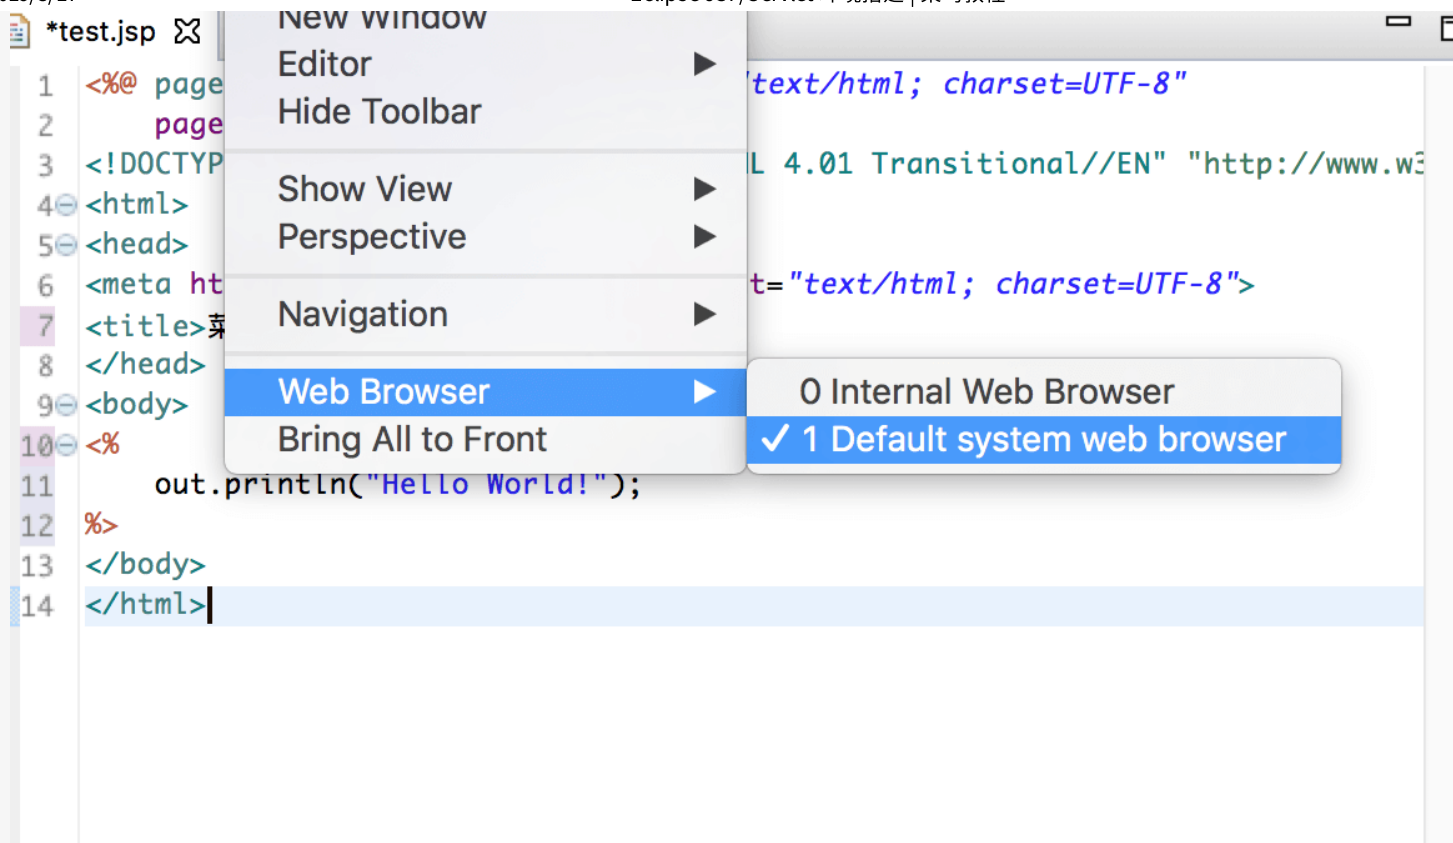 *test.jsp
New Window
Editor
Hide Toolbar
Show View
Perspective
Navigation
Web Browser
Bring All to Front
0 Internal Web Browser
✓ 1 Default system web browser
1 <%@ page "text/html; charset=UTF-8"
2 page
3 <!DOCTYP L 4.01 Transitional//EN" "http://www.w3
4 <html>
5 <head>
6 <meta ht t="text/html; charset=UTF-8">
7 <title>菜
8 </head>
9 <body>
10 <%
11 out.println("Hello World!");
12 %>
13 </body>
14 </html>